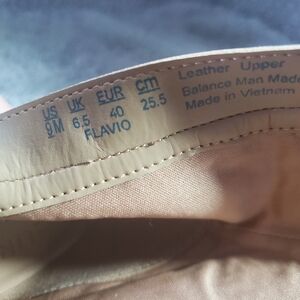 US UK EUR cm
9M 6.5 40 25.5
FLAVIO
Leather Upper
Balance Man Made
Made in Vietnam